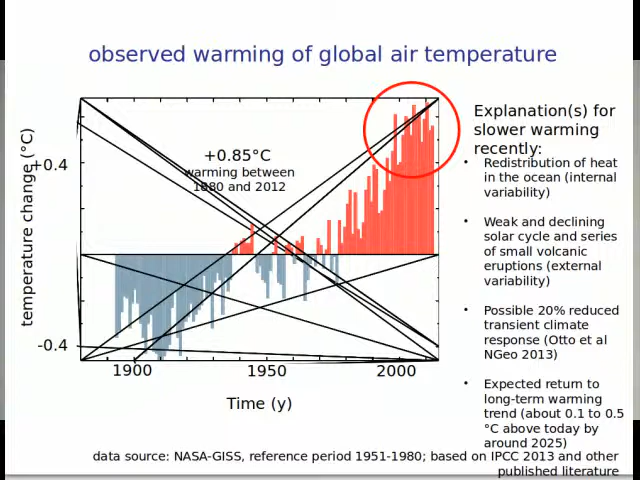 observed warming of global air temperature
+0.85°C
warming between
1880 and 2012
temperature change (°C)
+0.4
-0.4
1900
1950
2000
Time (y)
Explanation(s) for
slower warming
recently:
• Redistribution of heat
in the ocean (internal
variability)
• Weak and declining
solar cycle and series
of small volcanic
eruptions (external
variability)
• Possible 20% reduced
transient climate
response (Otto et al
NGeo 2013)
• Expected return to
long-term warming
trend (about 0.1 to 0.5
°C above today by
around 2025)
data source: NASA-GISS, reference period 1951-1980; based on IPCC 2013 and other
published literature